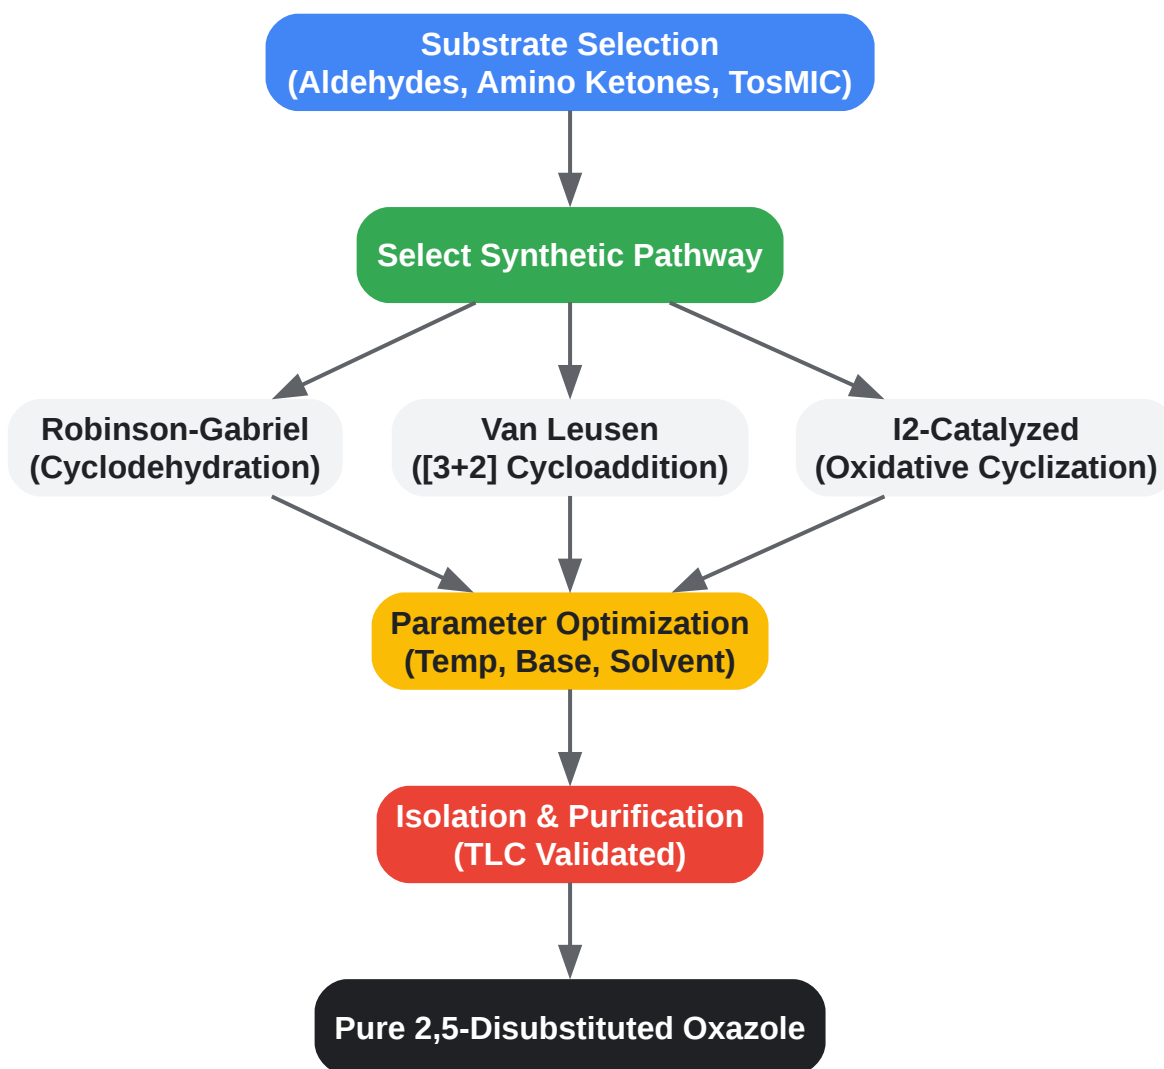 Substrate Selection
(Aldehydes, Amino Ketones, TosMIC)
Select Synthetic Pathway
Robinson-Gabriel
(Cyclodehydration)
Van Leusen
([3+2] Cycloaddition)
I2-Catalyzed
(Oxidative Cyclization)
Parameter Optimization
(Temp, Base, Solvent)
Isolation & Purification
(TLC Validated)
Pure 2,5-Disubstituted Oxazole